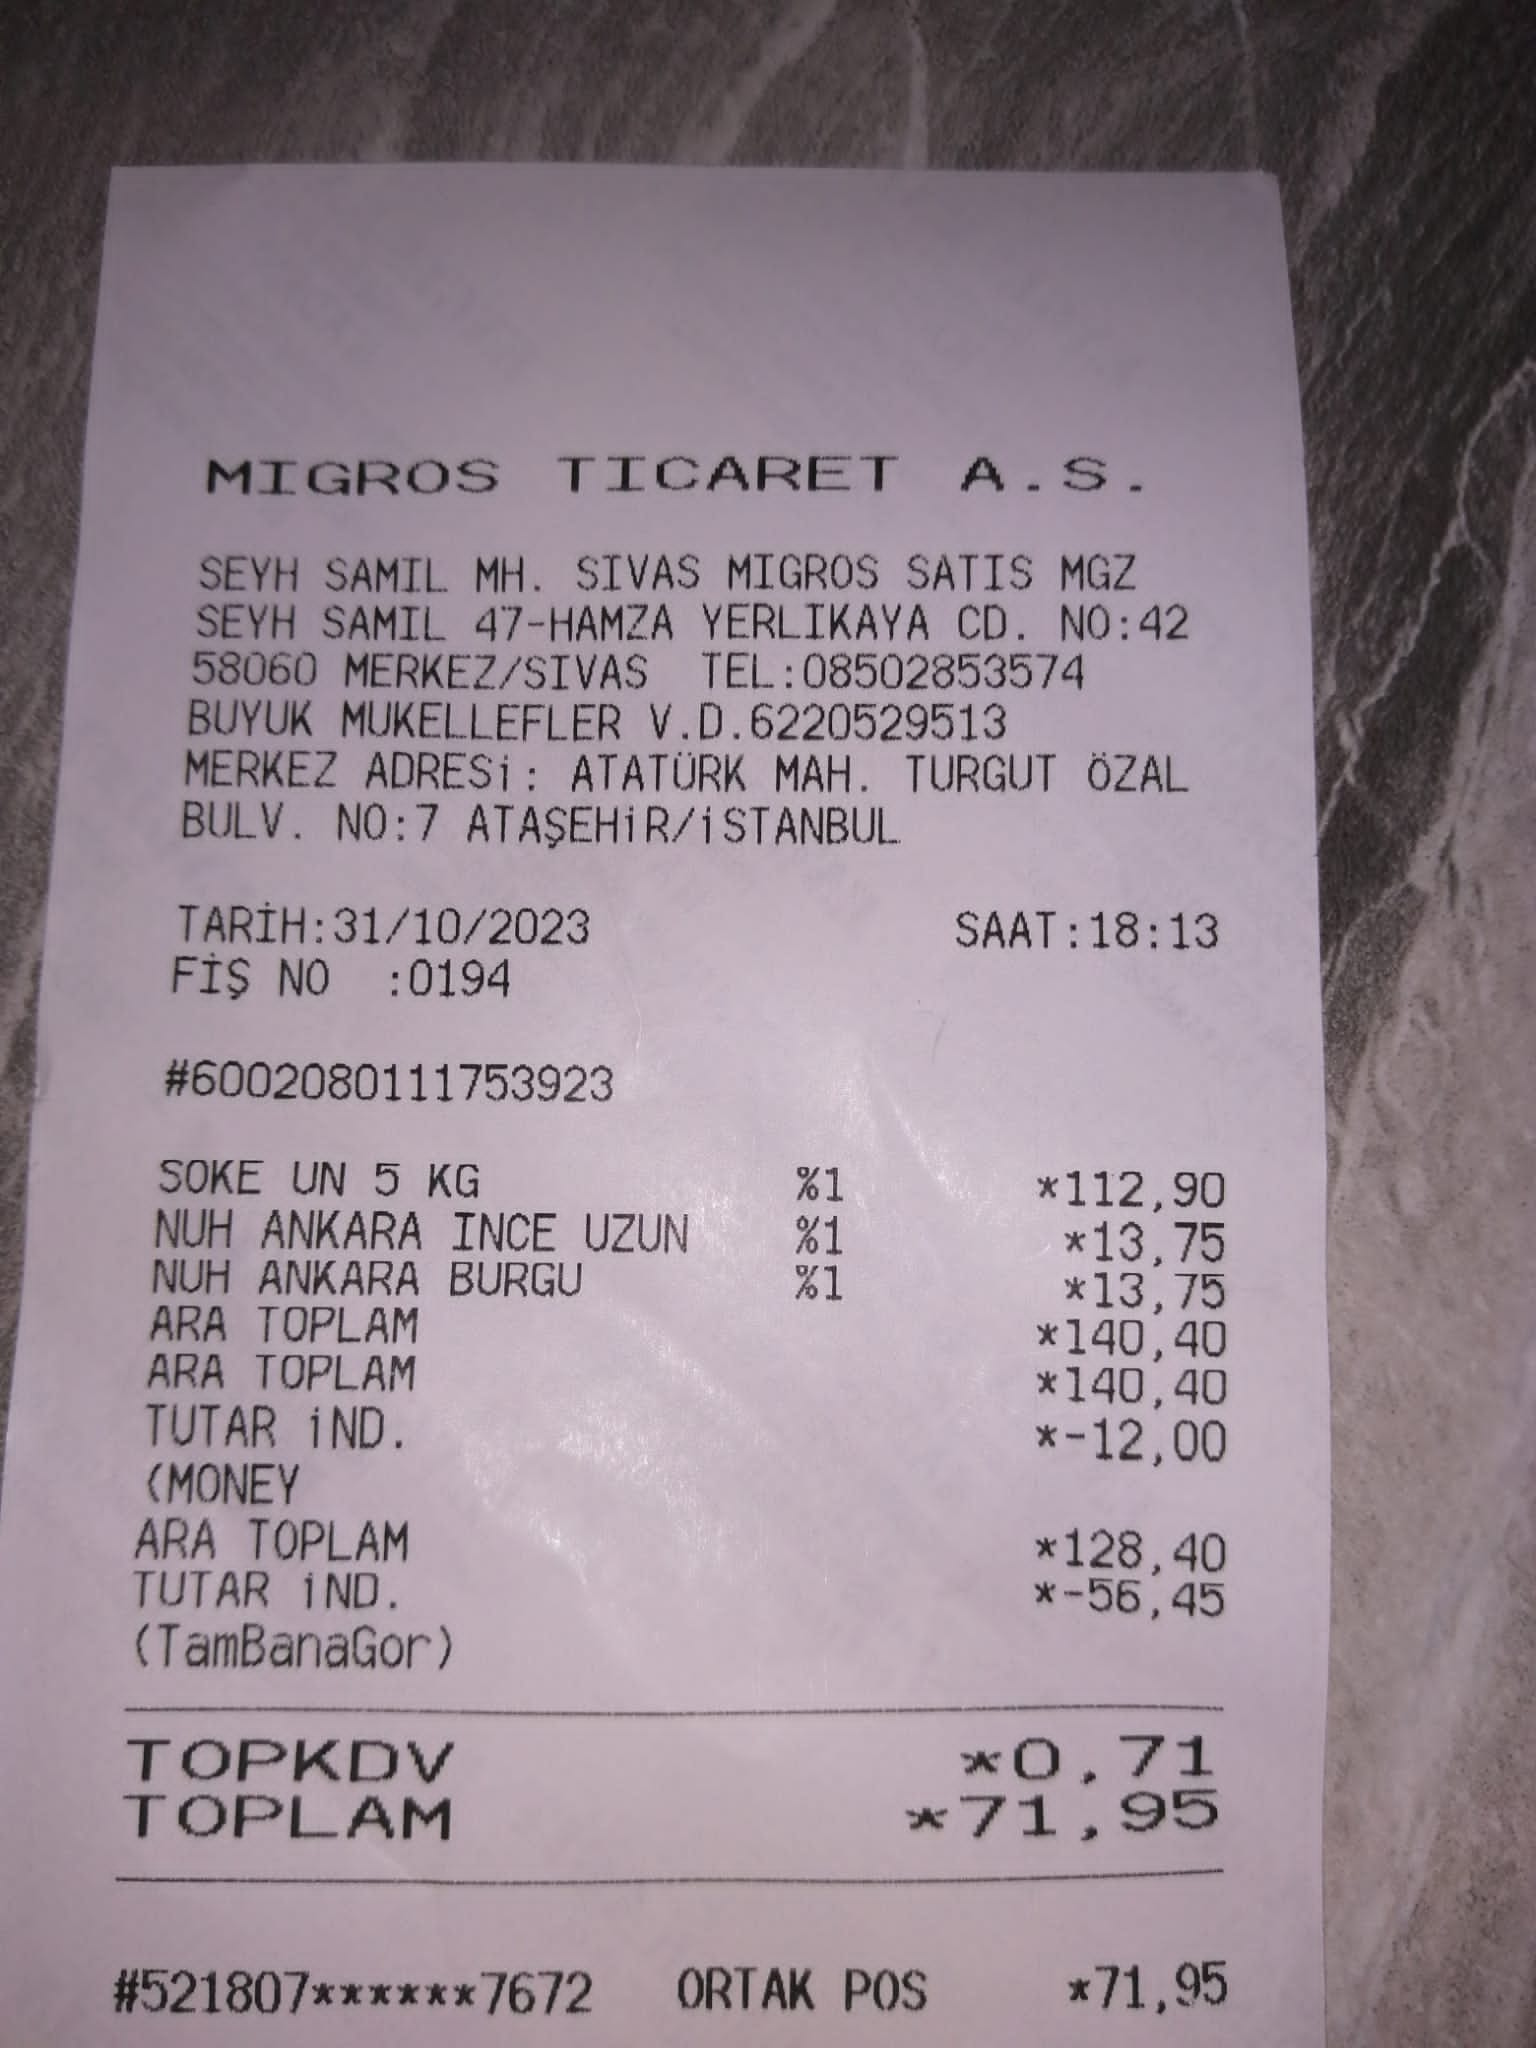 MIGROS TICARET A.S.
SEYH SAMIL MH. SIVAS MIGROS SATIS MGZ
SEYH SAMIL 47-HAMZA YERLIKAYA CD. NO:42
58060 MERKEZ/SIVAS TEL:08502853574
BUYUK MUKELLEFLER V.D.6220529513
MERKEZ ADRESi: ATATÜRK MAH. TURGUT ÖZAL
BULV. NO:7 ATAŞEHiR/iSTANBUL
TARİH:31/10/2023 SAAT:18:13
FİŞ NO :0194
#6002080111753923
SOKE UN 5 KG %1 *112,90
NUH ANKARA INCE UZUN %1 *13,75
NUH ANKARA BURGU %1 *13,75
ARA TOPLAM *140,40
ARA TOPLAM *140,40
TUTAR iND. *-12,00
(MONEY
ARA TOPLAM *128,40
TUTAR iND. *-56,45
(TamBanaGor)
TOPKDV *0,71
TOPLAM *71,95
#521807******7672 ORTAK POS *71,95